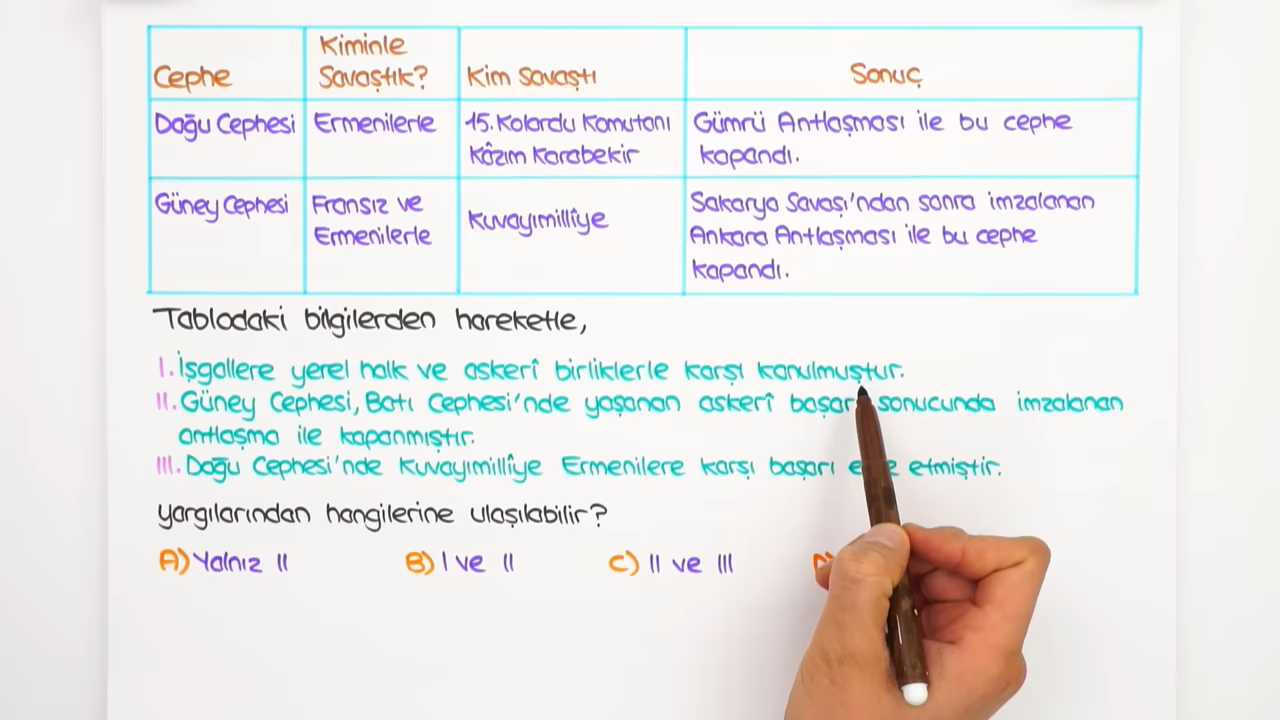 Cephe Kiminle Savaştık? Kim Savaştı Sonuç
Doğu Cephesi Ermenilerle 15. Kolordu Komutanı Kâzım Karabekir Gümrü Antlaşması ile bu cephe kapandı.
Güney Cephesi Fransız ve Ermenilerle Kuvayımillîye Sakarya Savaşı'ndan sonra imzalanan Ankara Antlaşması ile bu cephe kapandı.
Tablodaki bilgilerden hareketle,
I. İşgallere yerel halk ve askerî birliklerle karşı konulmuştur.
II. Güney Cephesi, Batı Cephesi'nde yaşanan askerî başarı sonucunda imzalanan
antlaşma ile kapanmıştır.
III. Doğu Cephesi'nde Kuvayımillîye Ermenilere karşı başarı etmiştir.
yargılarından hangilerine ulaşılabilir?
A) Yalnız II B) I ve II C) II ve III